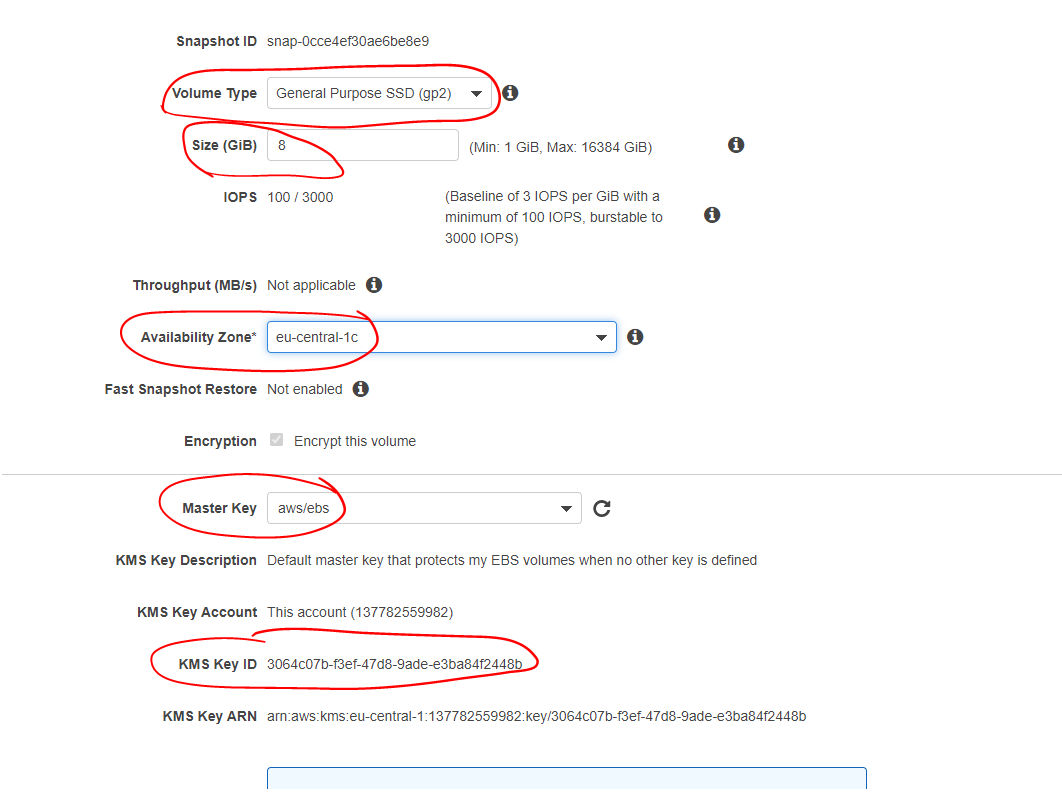 Snapshot ID snap-0cce4ef30ae6be8e9
Volume Type General Purpose SSD (gp2)
Size (GiB) 8 (Min: 1 GiB, Max: 16384 GiB)
IOPS 100 / 3000 (Baseline of 3 IOPS per GiB with a
minimum of 100 IOPS, burstable to
3000 IOPS)
Throughput (MB/s) Not applicable
Availability Zone* eu-central-1c
Fast Snapshot Restore Not enabled
Encryption Encrypt this volume
Master Key aws/ebs
KMS Key Description Default master key that protects my EBS volumes when no other key is defined
KMS Key Account This account (137782559982)
KMS Key ID 3064c07b-f3ef-47d8-9ade-e3ba84f2448b
KMS Key ARN arn:aws:kms:eu-central-1:137782559982:key/3064c07b-f3ef-47d8-9ade-e3ba84f2448b